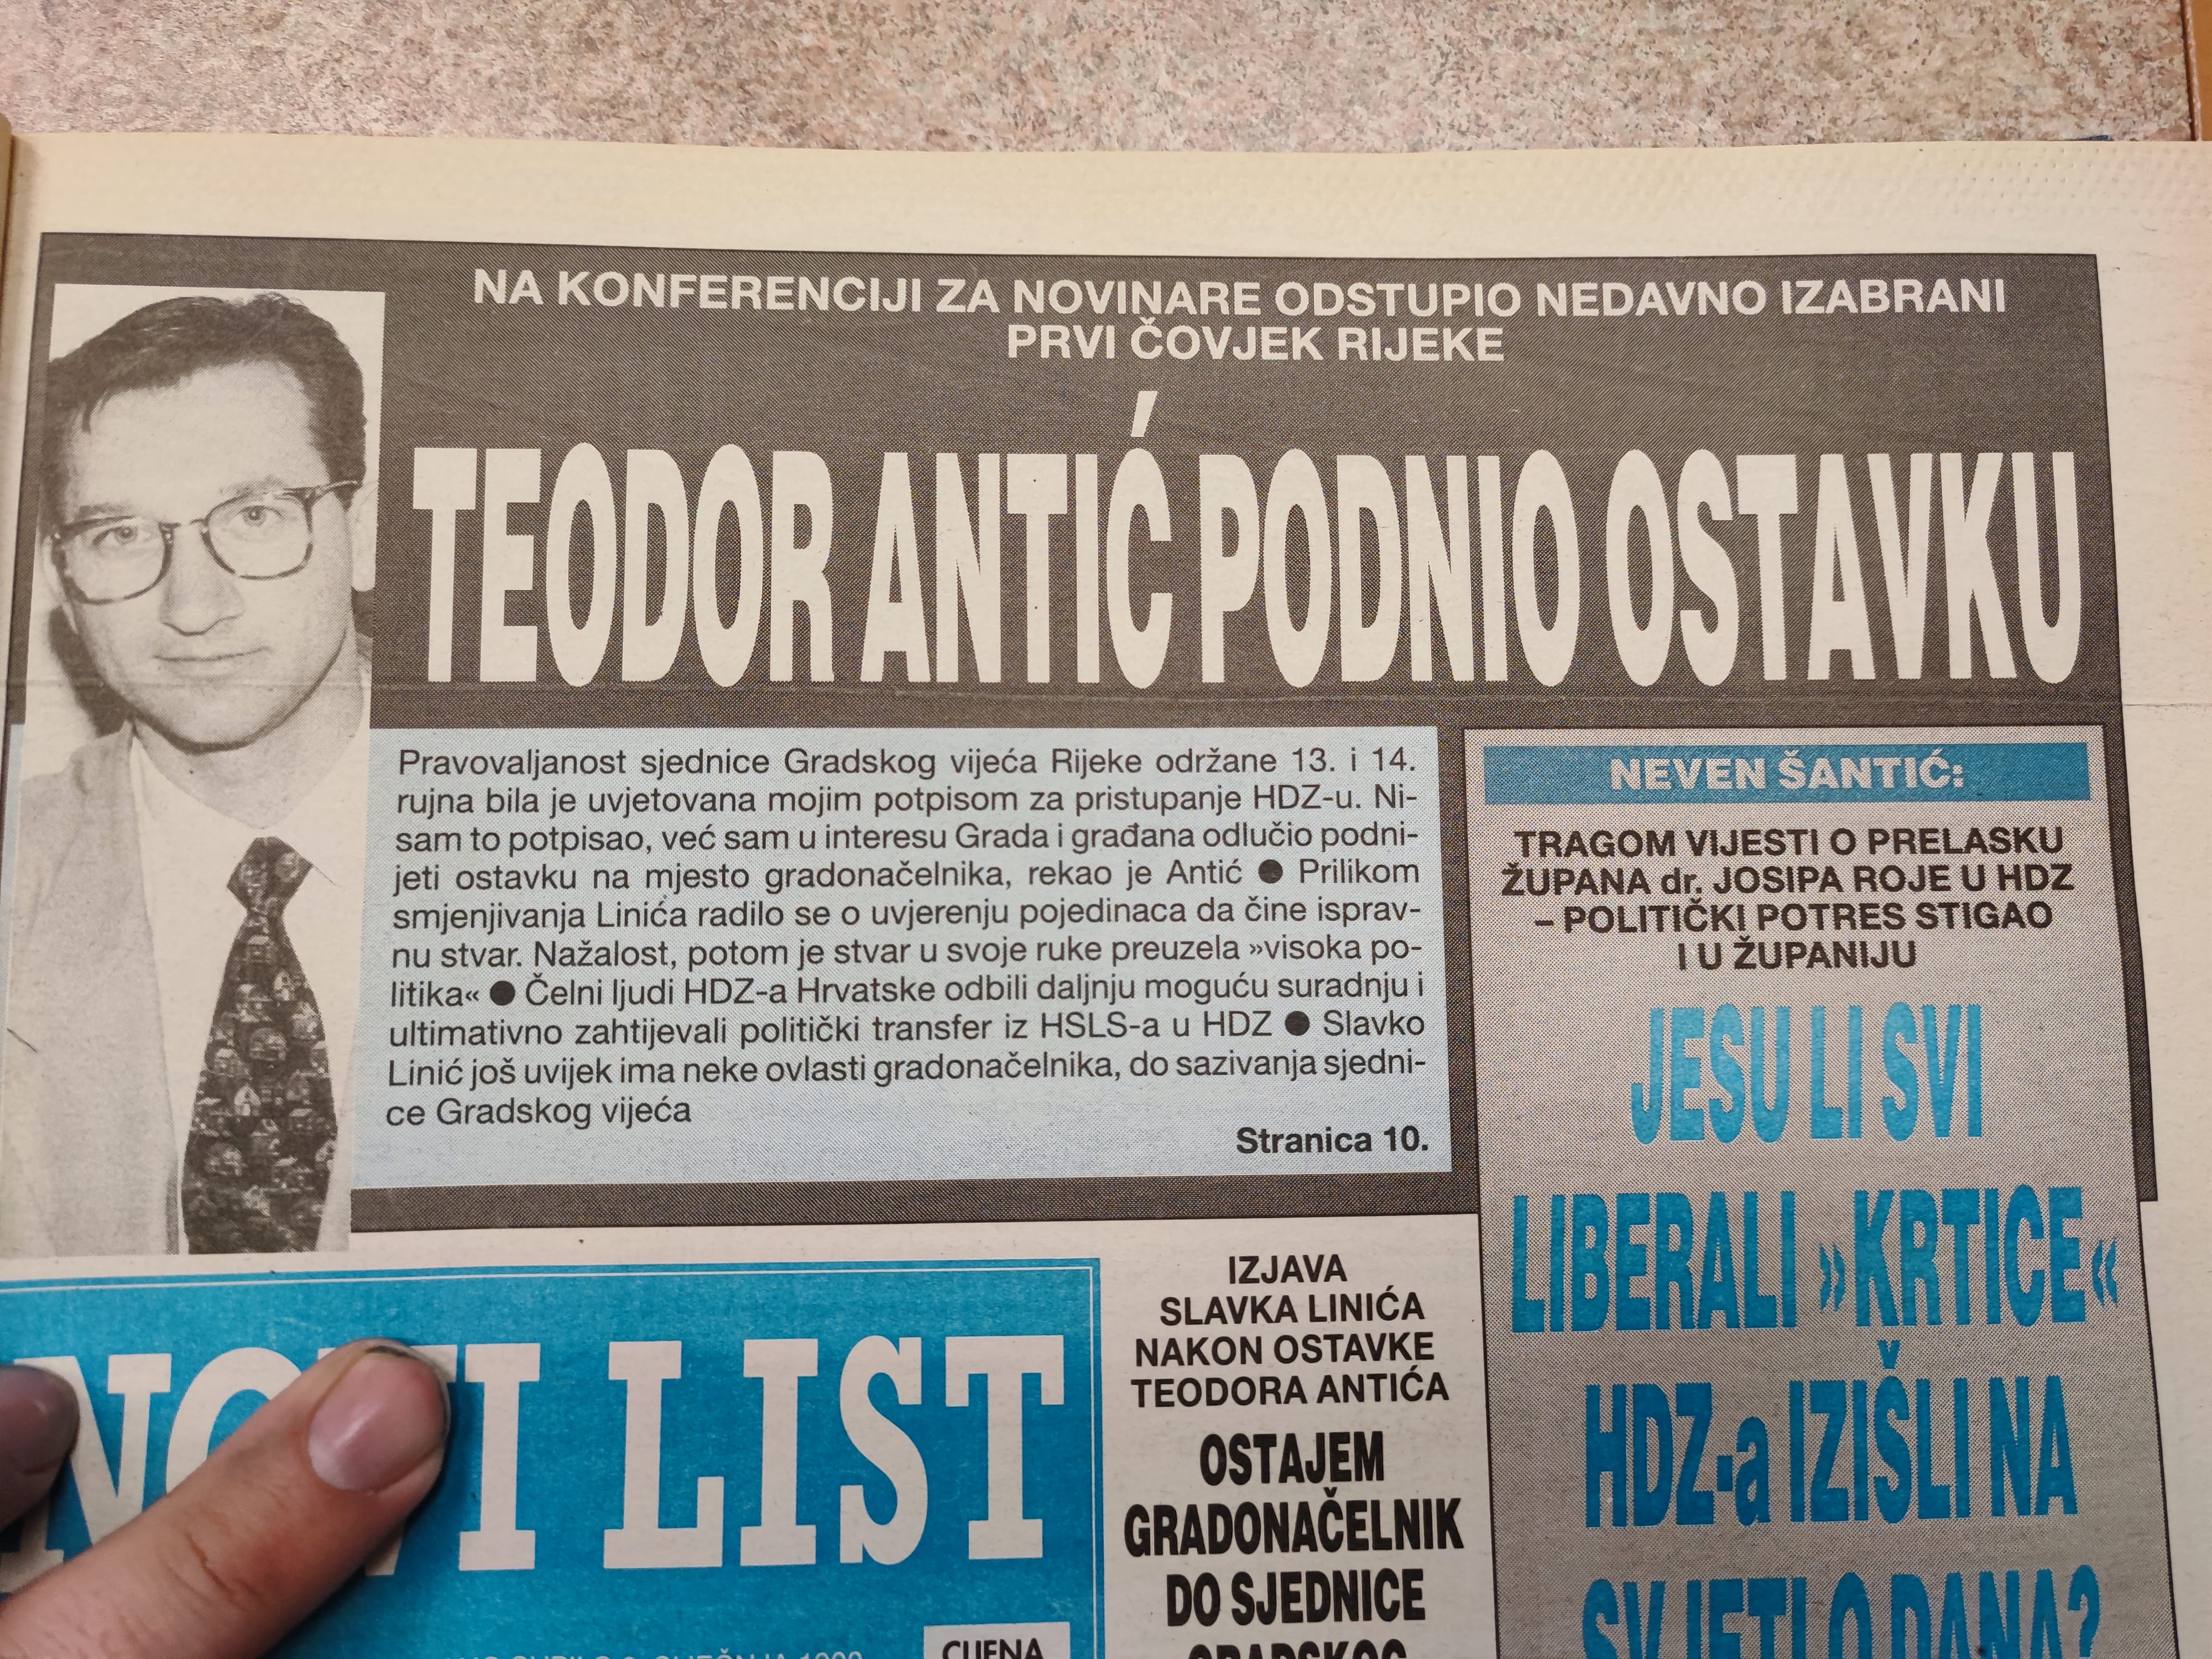 NA KONFERENCIJI ZA NOVINARE ODSTUPIO NEDAVNO IZABRANI
PRVI ČOVJEK RIJEKE
TEODOR ANTIĆ PODNIO OSTAVKU
Pravovaljanost sjednice Gradskog vijeća Rijeke održane 13. i 14.
rujna bila je uvjetovana mojim potpisom za pristupanje HDZ-u. Ni-
sam to potpisao, već sam u interesu Grada i građana odlučio podni-
jeti ostavku na mjesto gradonačelnika, rekao je Antić ● Prilikom
smjenjivanja Linića radilo se o uvjerenju pojedinaca da čine isprav-
nu stvar. Nažalost, potom je stvar u svoje ruke preuzela »visoka po-
litika« ● Čelni ljudi HDZ-a Hrvatske odbili daljnju moguću suradnju i
ultimativno zahtijevali politički transfer iz HSLS-a u HDZ ● Slavko
Linić još uvijek ima neke ovlasti gradonačelnika, do sazivanja sjedni-
ce Gradskog vijeća
Stranica 10.
NEVEN ŠANTIĆ:
TRAGOM VIJESTI O PRELASKU
ŽUPANA dr. JOSIPA ROJE U HDZ
– POLITIČKI POTRES STIGAO
I U ŽUPANIJU
JESU LI SVI
LIBERALI »KRTICE«
HDZ-a IZIŠLI NA
SVJETLO DANA?
NOVI LIST
CIJENA
IZJAVA
SLAVKA LINIĆA
NAKON OSTAVKE
TEODORA ANTIĆA
OSTAJEM
GRADONAČELNIK
DO SJEDNICE
GRADSKOG